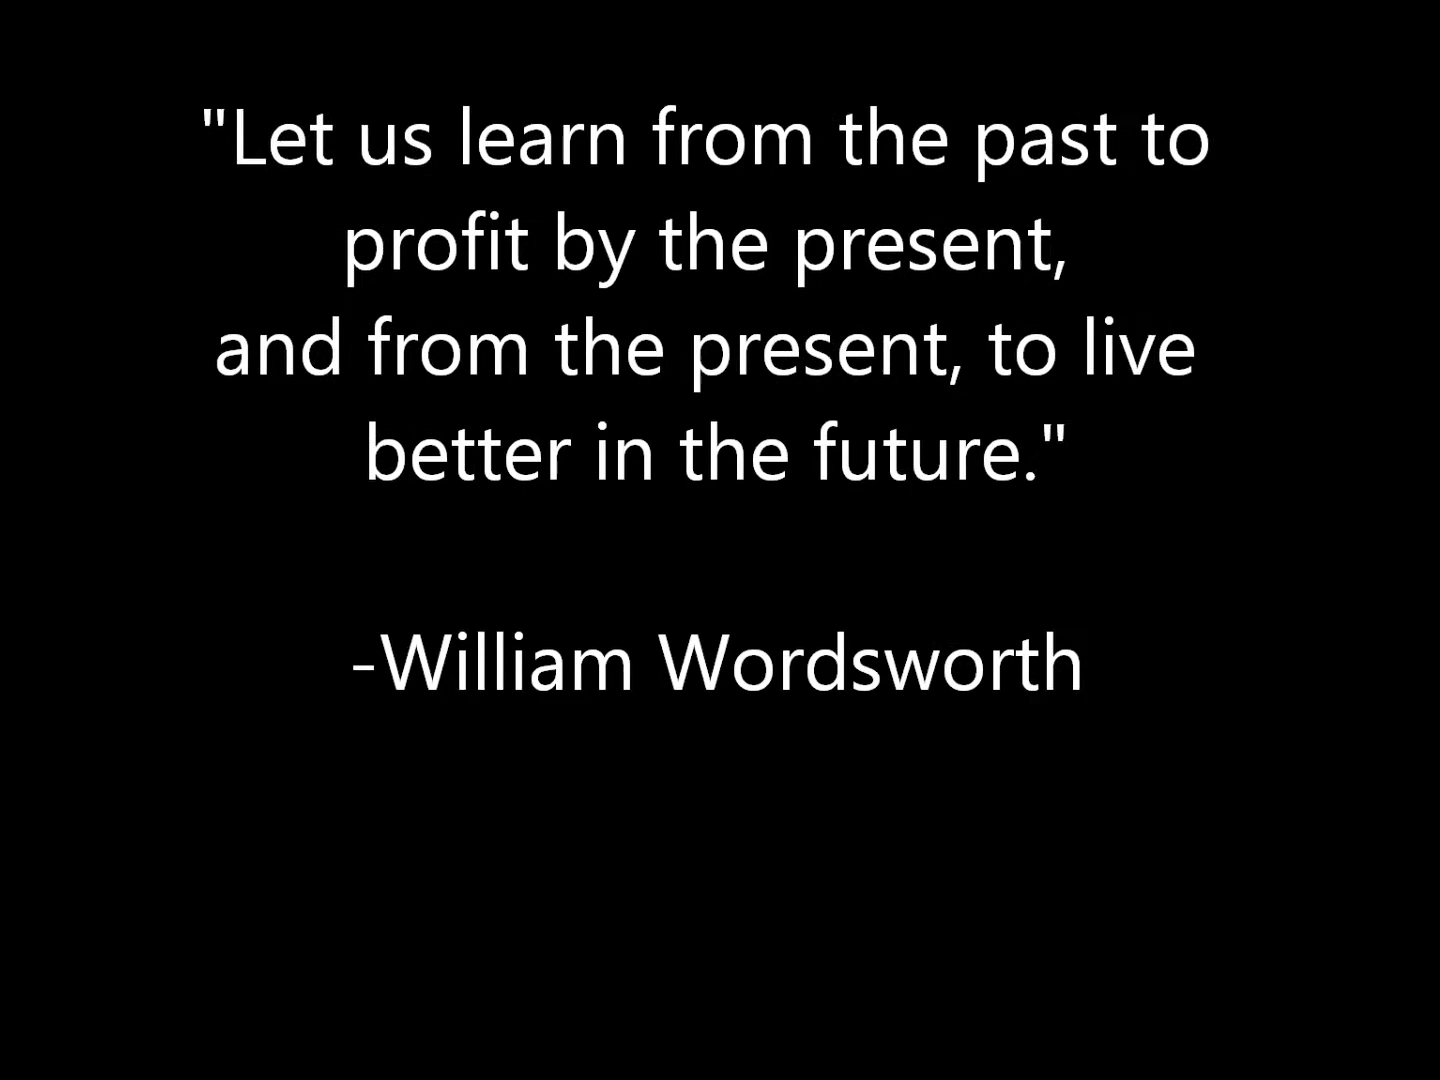 "Let us learn from the past to
profit by the present,
and from the present, to live
better in the future."
-William Wordsworth